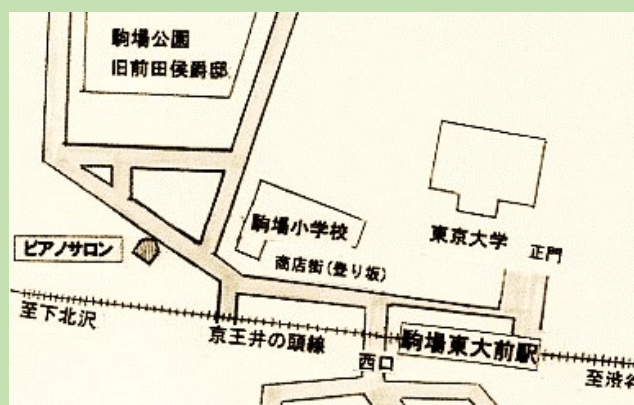 駒場公園
旧前田侯爵邸
駒場小学校
東京大学
正門
ピアノサロン
商店街(登り坂)
至下北沢
京王井の頭線
西口
駒場東大前駅
至渋谷